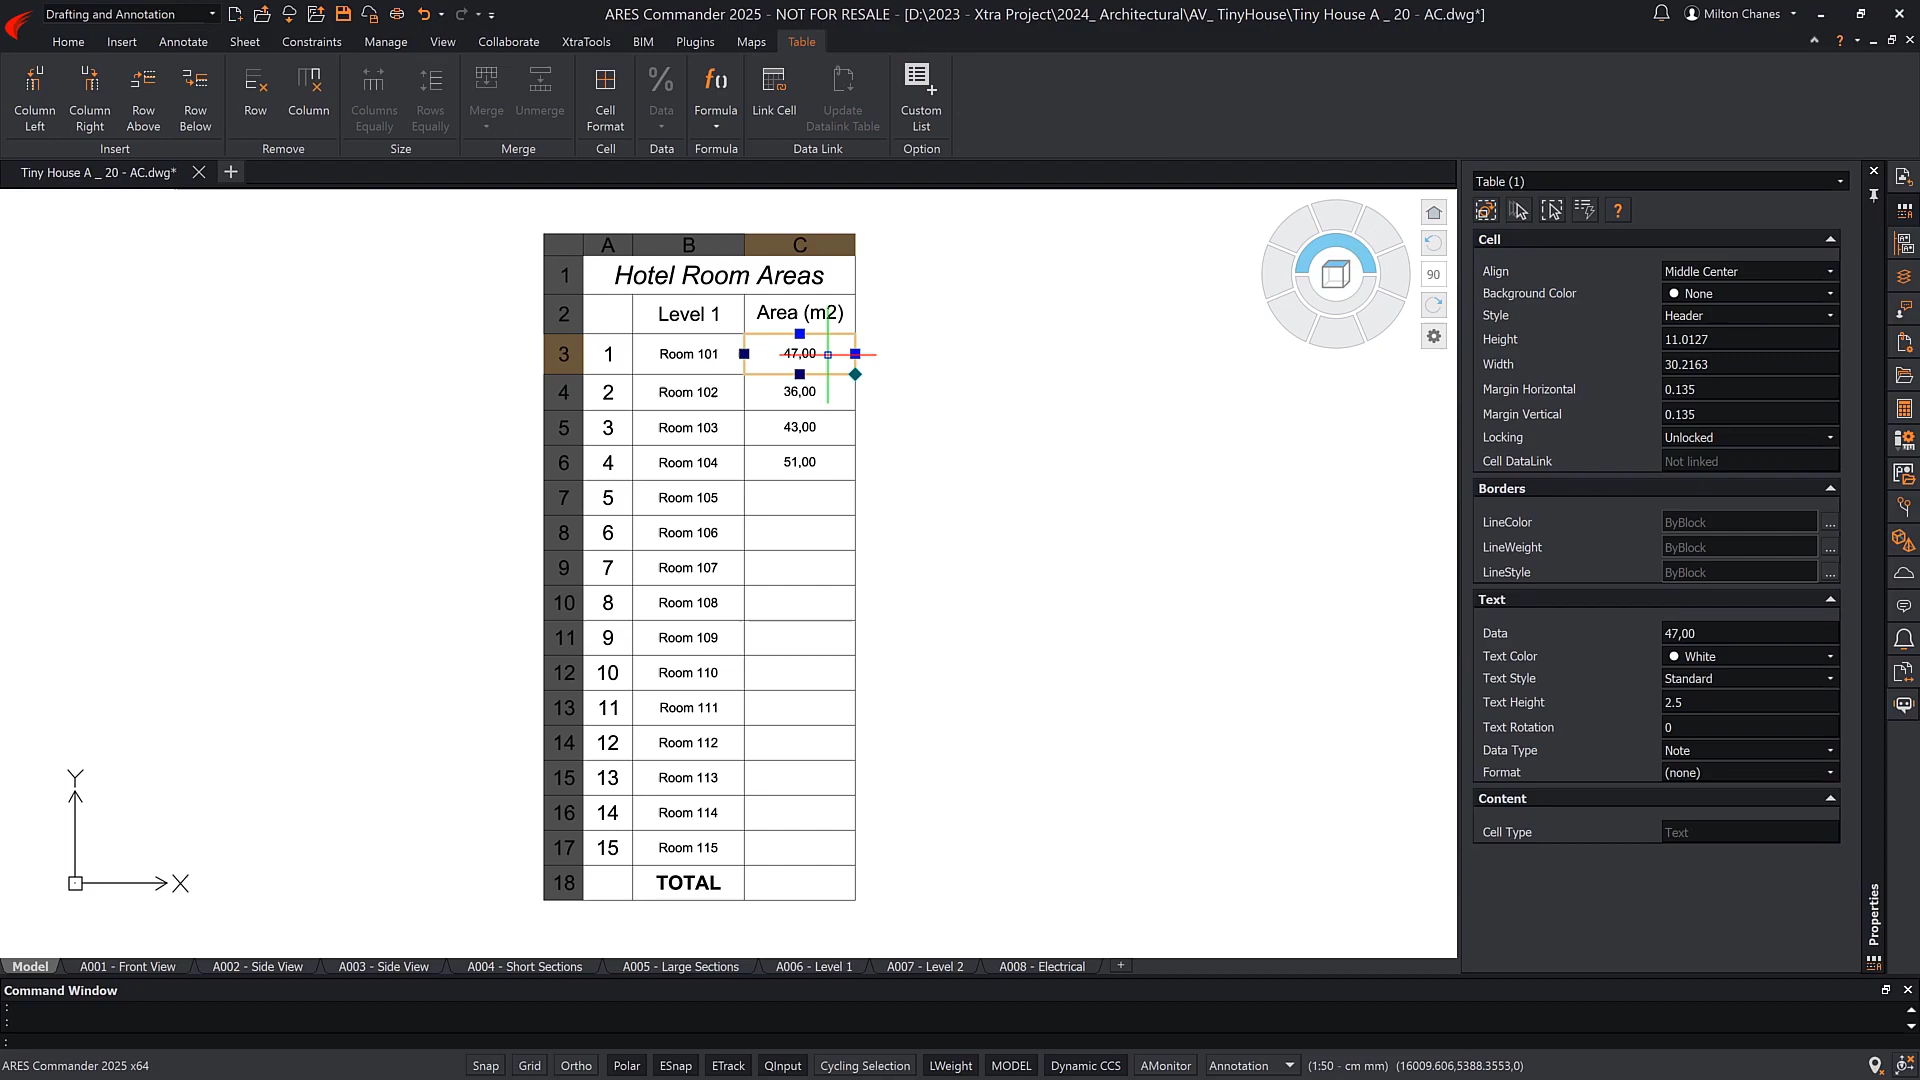 Drafting and Annotation
ARES Commander 2025 - NOT FOR RESALE - [D:\2023 - Xtra Project\2024_ Architectural\AV_ TinyHouse\Tiny House A _ 20 - AC.dwg*]
Milton Chanes
Home Insert Annotate Sheet Constraints Manage View Collaborate XtraTools BIM Plugins Maps Table
Column Left Column Right Row Above Row Below Row Column Columns Equally Rows Equally Merge Unmerge Cell Format Data Formula Link Cell Update Datalink Table Custom List
Insert Remove Size Merge Cell Data Formula Data Link Option
Tiny House A _ 20 - AC.dwg*
A B C
1 Hotel Room Areas
2 Level 1 Area (m2)
3 1 Room 101 47,00
4 2 Room 102 36,00
5 3 Room 103 43,00
6 4 Room 104 51,00
7 5 Room 105
8 6 Room 106
9 7 Room 107
10 8 Room 108
11 9 Room 109
12 10 Room 110
13 11 Room 111
14 12 Room 112
15 13 Room 113
16 14 Room 114
17 15 Room 115
18 TOTAL
Y
X
90
Table (1)
?
Cell
Align Middle Center
Background Color None
Style Header
Height 11.0127
Width 30.2163
Margin Horizontal 0.135
Margin Vertical 0.135
Locking Unlocked
Cell DataLink Not linked
Borders
LineColor ByBlock ...
LineWeight ByBlock ...
LineStyle ByBlock ...
Text
Data 47,00
Text Color White
Text Style Standard
Text Height 2.5
Text Rotation 0
Data Type Note
Format (none)
Content
Cell Type Text
Properties
Model A001 - Front View A002 - Side View A003 - Side View A004 - Short Sections A005 - Large Sections A006 - Level 1 A007 - Level 2 A008 - Electrical +
Command Window
:
:
:
ARES Commander 2025 x64 Snap Grid Ortho Polar ESnap ETrack QInput Cycling Selection LWeight MODEL Dynamic CCS AMonitor Annotation (1:50 - cm mm) (16009.606,5388.3553,0)